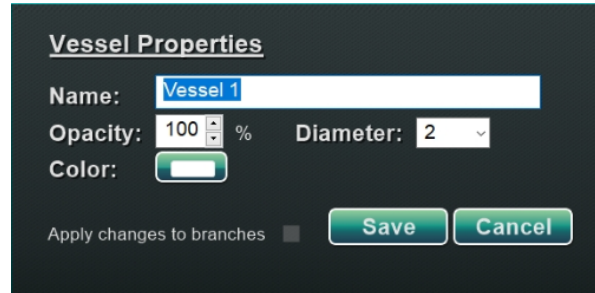 Vessel Properties
Name: Vessel 1
Opacity: 100 % Diameter: 2
Color:
Apply changes to branches Save Cancel